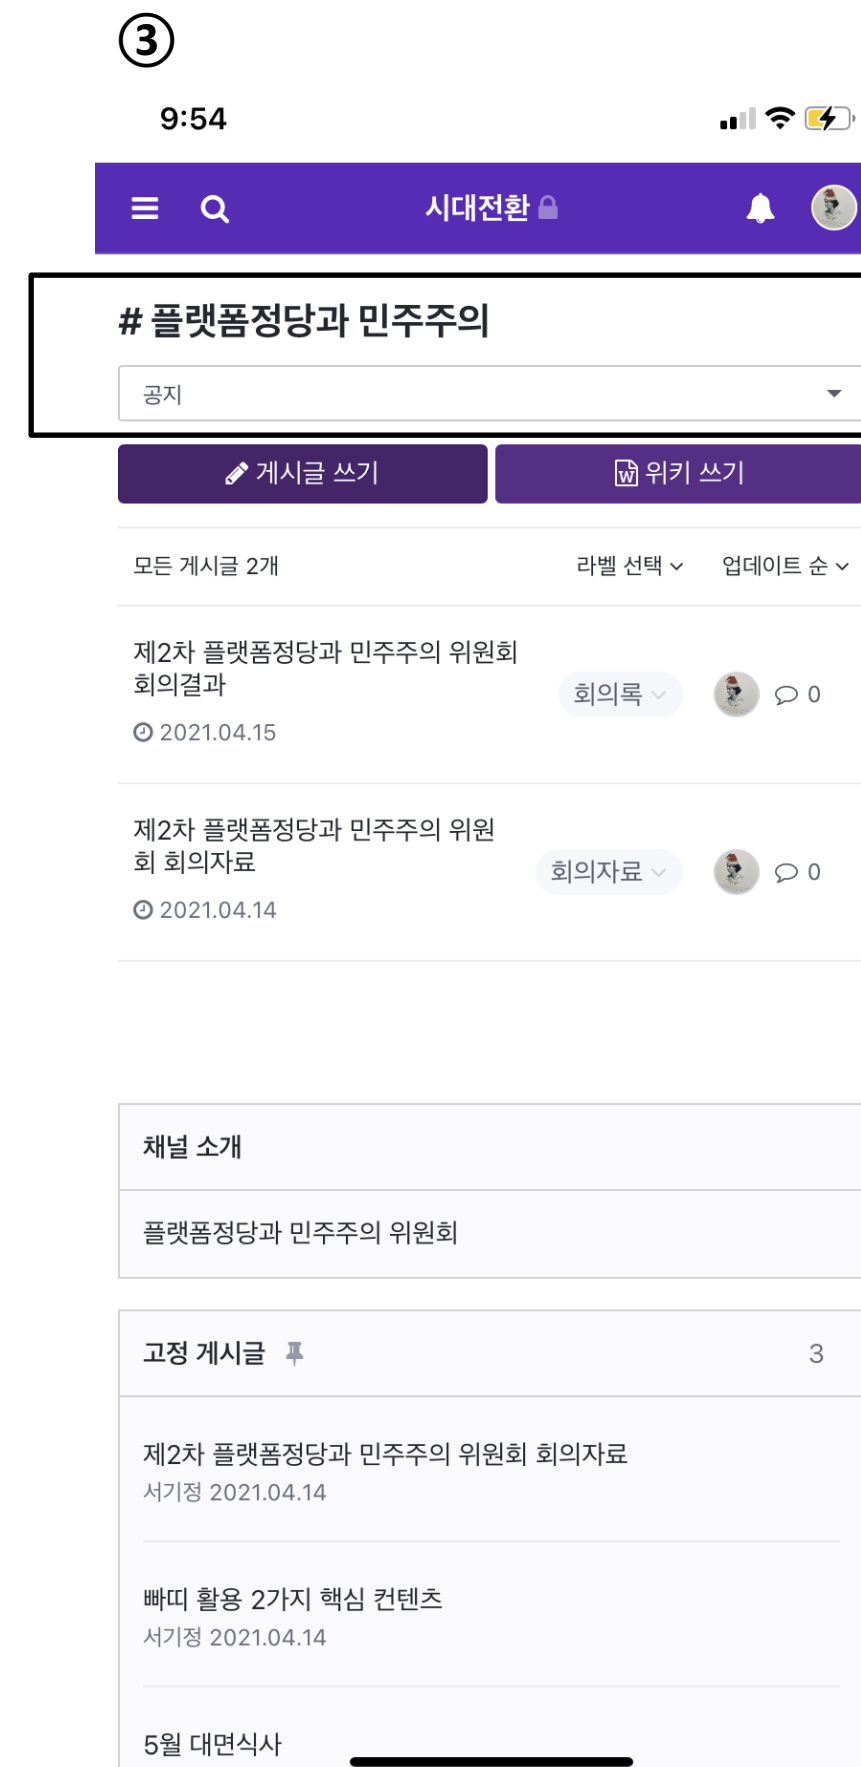 ③
9:54
시대전환
# 플랫폼정당과 민주주의
공지
게시글 쓰기
위키 쓰기
모든 게시글 2개 라벨 선택 업데이트 순
제2차 플랫폼정당과 민주주의 위원회
회의결과
회의록 0
2021.04.15
제2차 플랫폼정당과 민주주의 위원
회 회의자료
회의자료 0
2021.04.14
채널 소개
플랫폼정당과 민주주의 위원회
고정 게시글 3
제2차 플랫폼정당과 민주주의 위원회 회의자료
서기정 2021.04.14
빠띠 활용 2가지 핵심 컨텐츠
서기정 2021.04.14
5월 대면식사